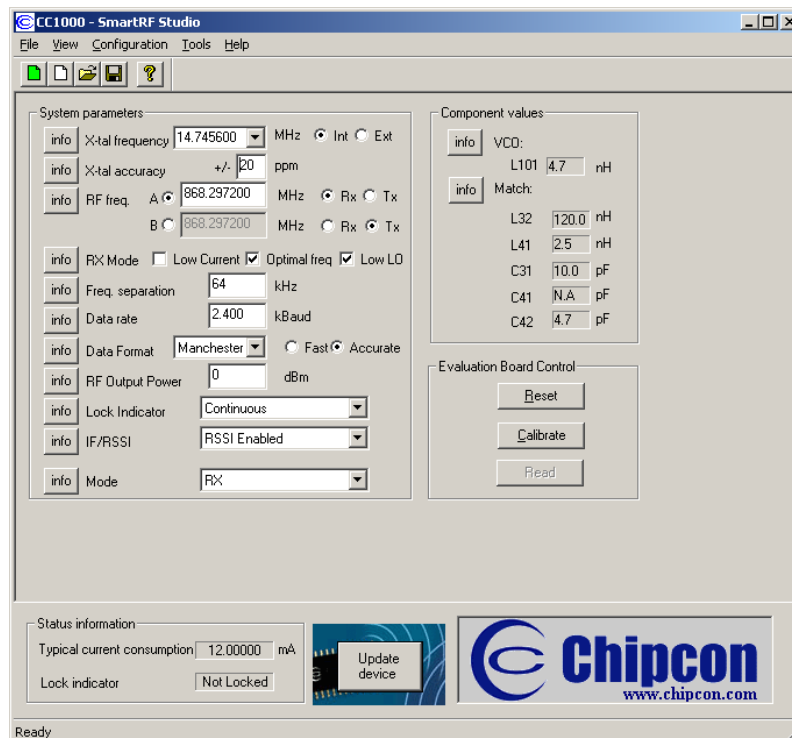 CC1000 - SmartRF Studio
File View Configuration Tools Help
System parameters
info X-tal frequency 14.745600 MHz Int Ext
info X-tal accuracy +/- 20 ppm
info RF freq. A 868.297200 MHz Rx Tx
B 868.297200 MHz Rx Tx
info RX Mode Low Current Optimal freq Low LO
info Freq. separation 64 kHz
info Data rate 2.400 kBaud
info Data Format Manchester Fast Accurate
info RF Output Power 0 dBm
info Lock Indicator Continuous
info IF/RSSI RSSI Enabled
info Mode RX
Component values
info VCO:
L101 4.7 nH
info Match:
L32 120.0 nH
L41 2.5 nH
C31 10.0 pF
C41 N.A pF
C42 4.7 pF
Evaluation Board Control
Reset
Calibrate
Read
Status information
Typical current consumption 12.00000 mA
Lock indicator Not Locked
Update
device
Chipcon
www.chipcon.com
Ready